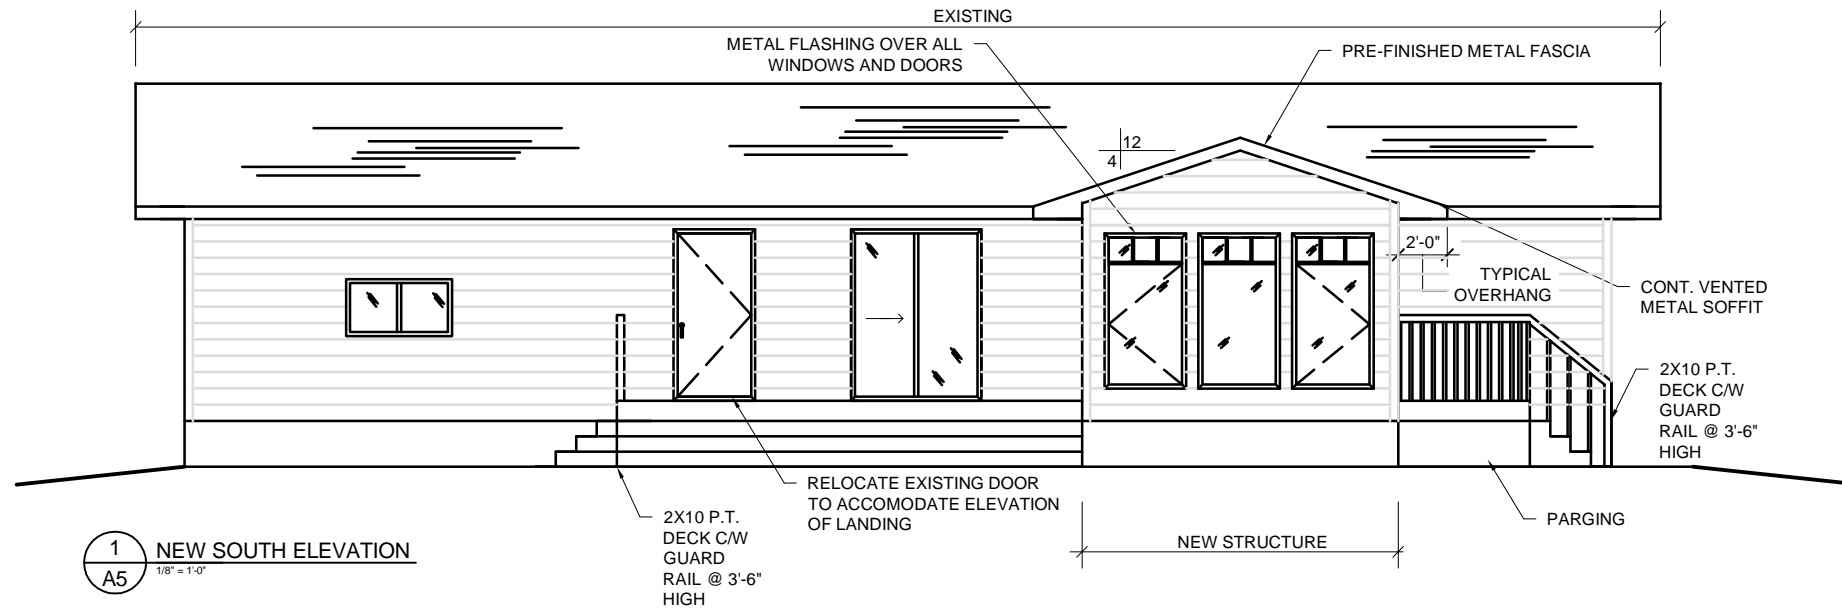 EXISTING
METAL FLASHING OVER ALL
WINDOWS AND DOORS
PRE-FINISHED METAL FASCIA
12
4
2'-0"
TYPICAL
OVERHANG
CONT. VENTED
METAL SOFFIT
2X10 P.T.
DECK C/W
GUARD
RAIL @ 3'-6"
HIGH
RELOCATE EXISTING DOOR
TO ACCOMODATE ELEVATION
OF LANDING
2X10 P.T.
DECK C/W
GUARD
RAIL @ 3'-6"
HIGH
PARGING
NEW STRUCTURE
1
A5
NEW SOUTH ELEVATION
1/8" = 1'-0"